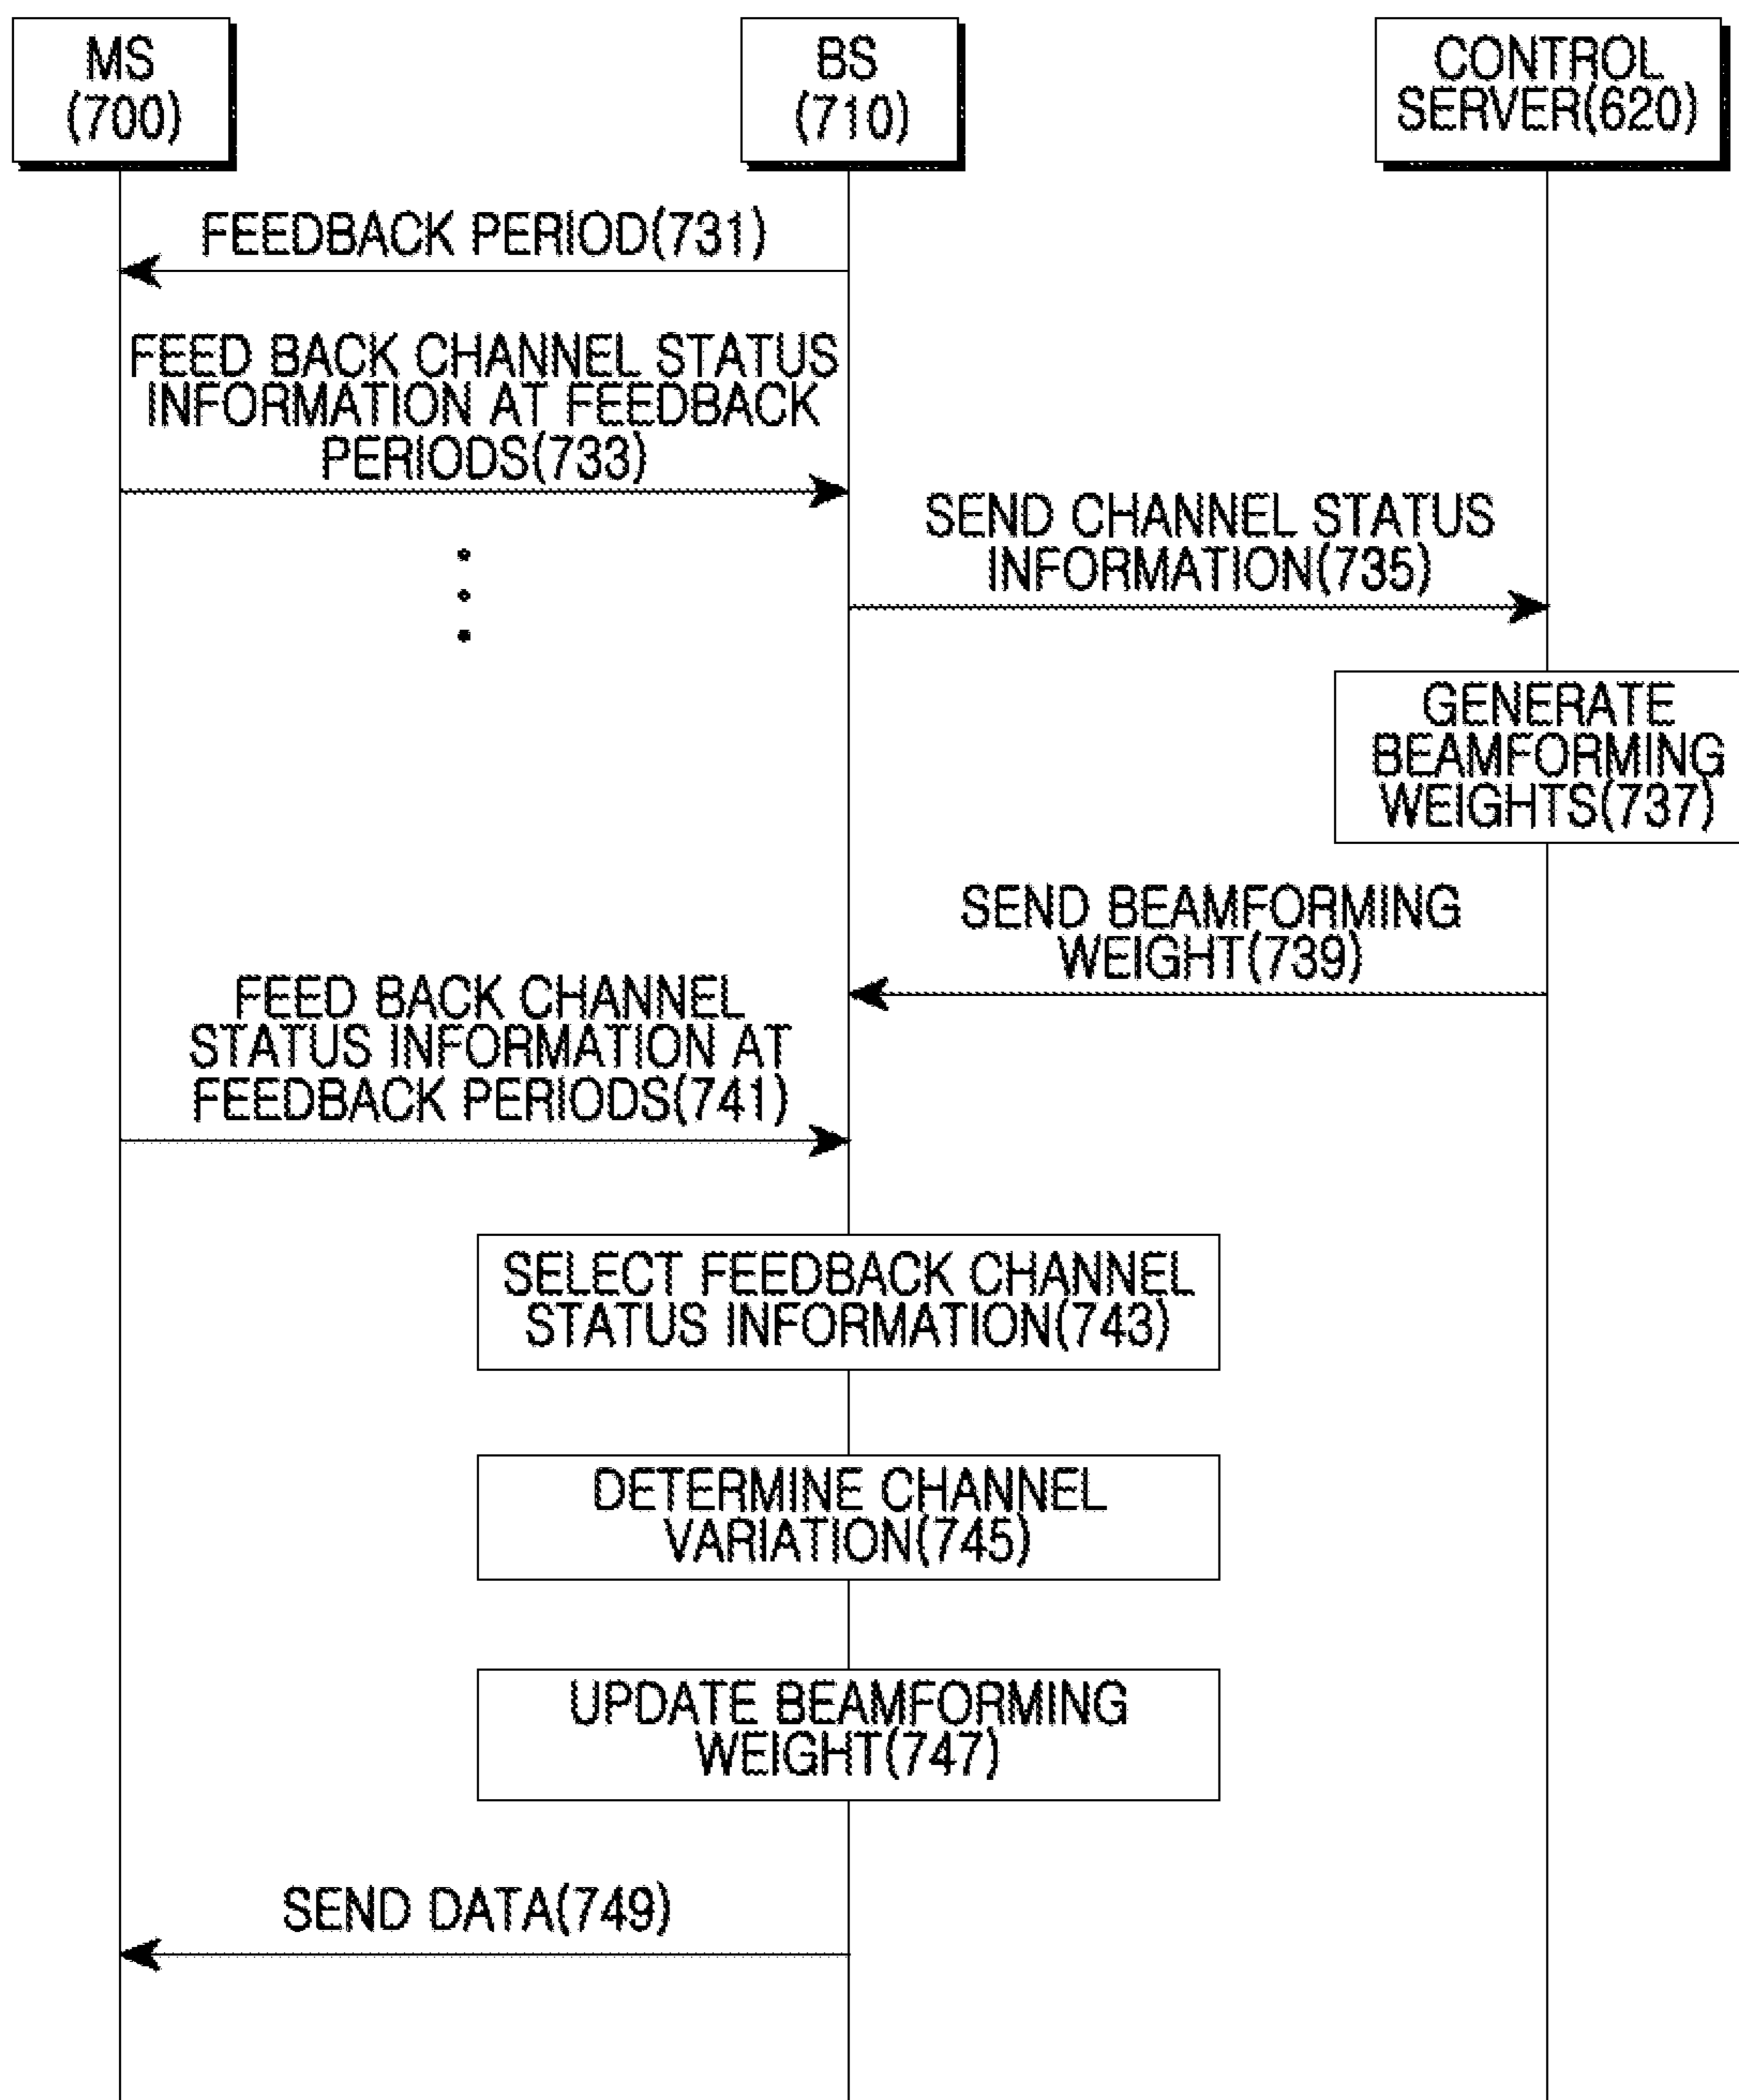 MS
(700)
BS
(710)
CONTROL
SERVER(620)
FEEDBACK PERIOD(731)
FEED BACK CHANNEL STATUS
INFORMATION AT FEEDBACK
PERIODS(733)
SEND CHANNEL STATUS
INFORMATION(735)
GENERATE
BEAMFORMING
WEIGHTS(737)
SEND BEAMFORMING
WEIGHT(739)
FEED BACK CHANNEL
STATUS INFORMATION AT
FEEDBACK PERIODS(741)
SELECT FEEDBACK CHANNEL
STATUS INFORMATION(743)
DETERMINE CHANNEL
VARIATION(745)
UPDATE BEAMFORMING
WEIGHT(747)
SEND DATA(749)